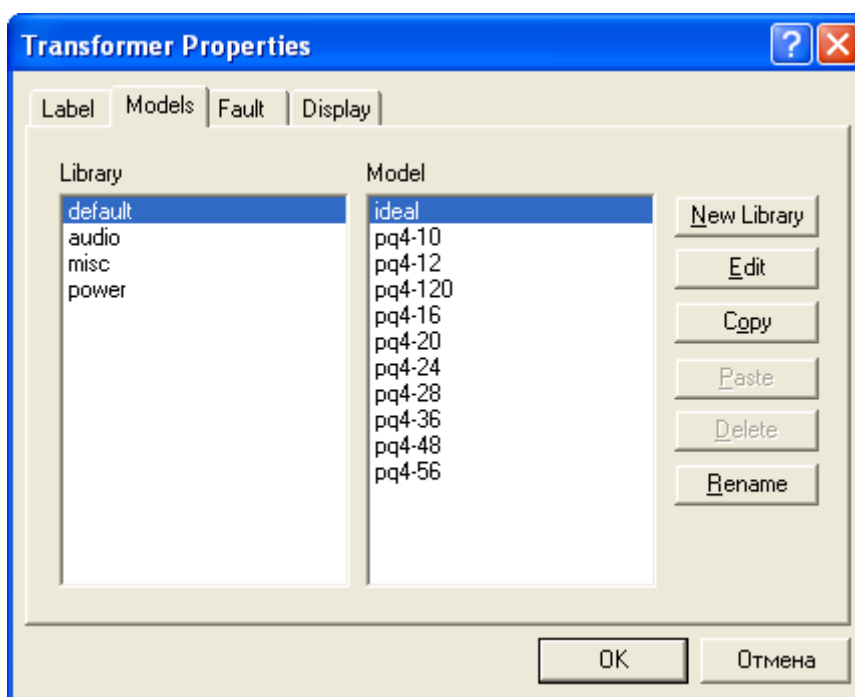 Transformer Properties
Label Models Fault Display
Library
default
audio
misc
power
Model
ideal
pq4-10
pq4-12
pq4-120
pq4-16
pq4-20
pq4-24
pq4-28
pq4-36
pq4-48
pq4-56
New Library
Edit
Copy
Paste
Delete
Rename
OK Отмена